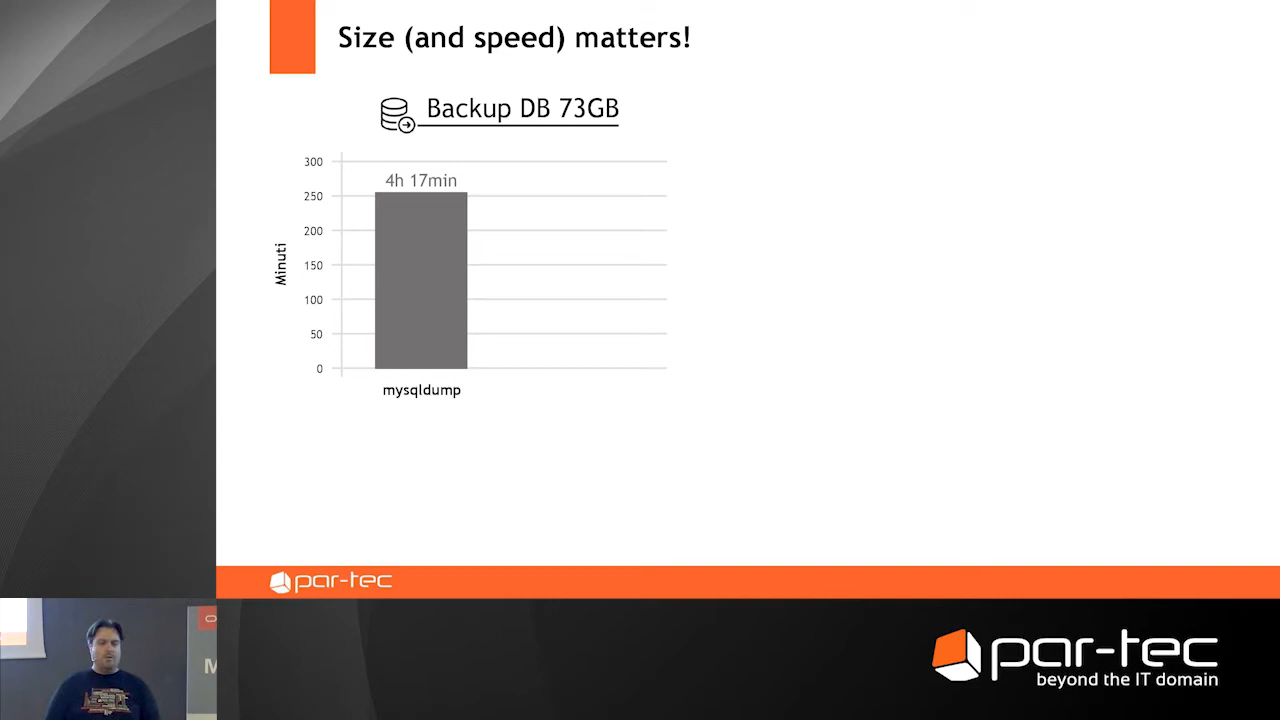 Size (and speed) matters!
Backup DB 73GB
300
250
200
150
100
50
0
Minuti
4h 17min
mysqldump
par-tec
par-tec
beyond the IT domain